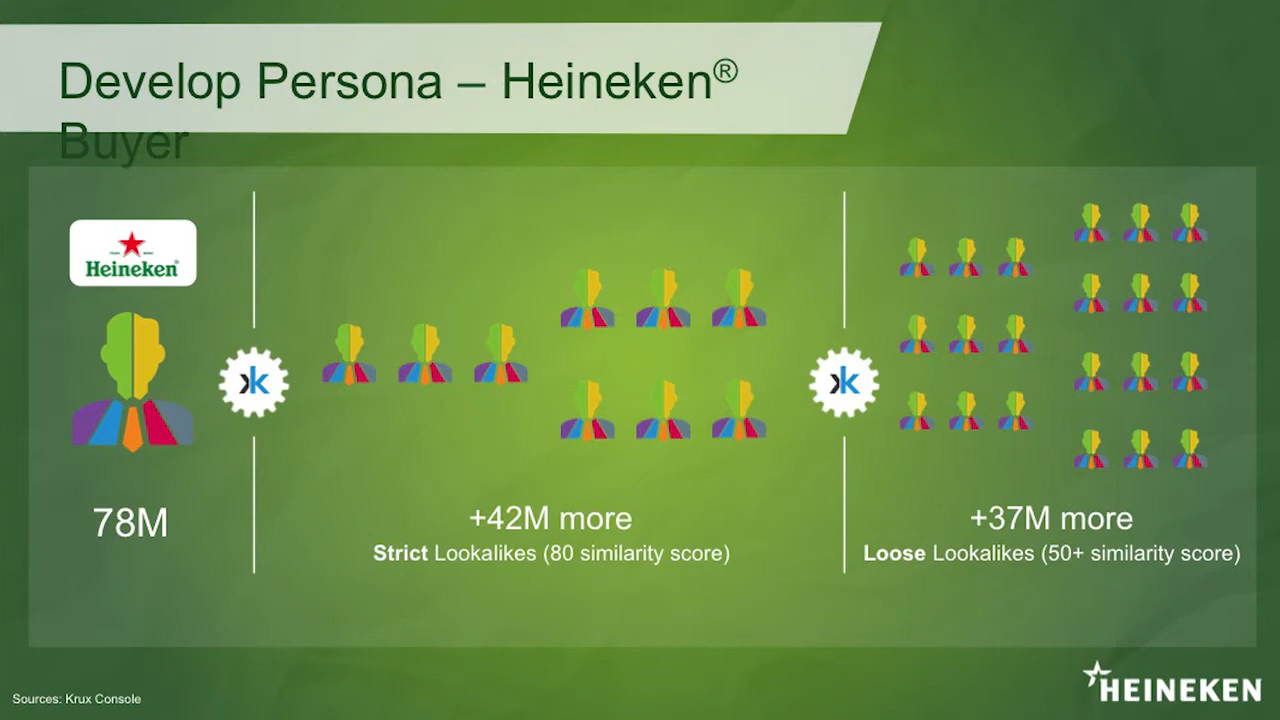 Develop Persona – Heineken®
Buyer
Heineken®
78M
k
+42M more
Strict Lookalikes (80 similarity score)
k
+37M more
Loose Lookalikes (50+ similarity score)
Sources: Krux Console
HEINEKEN